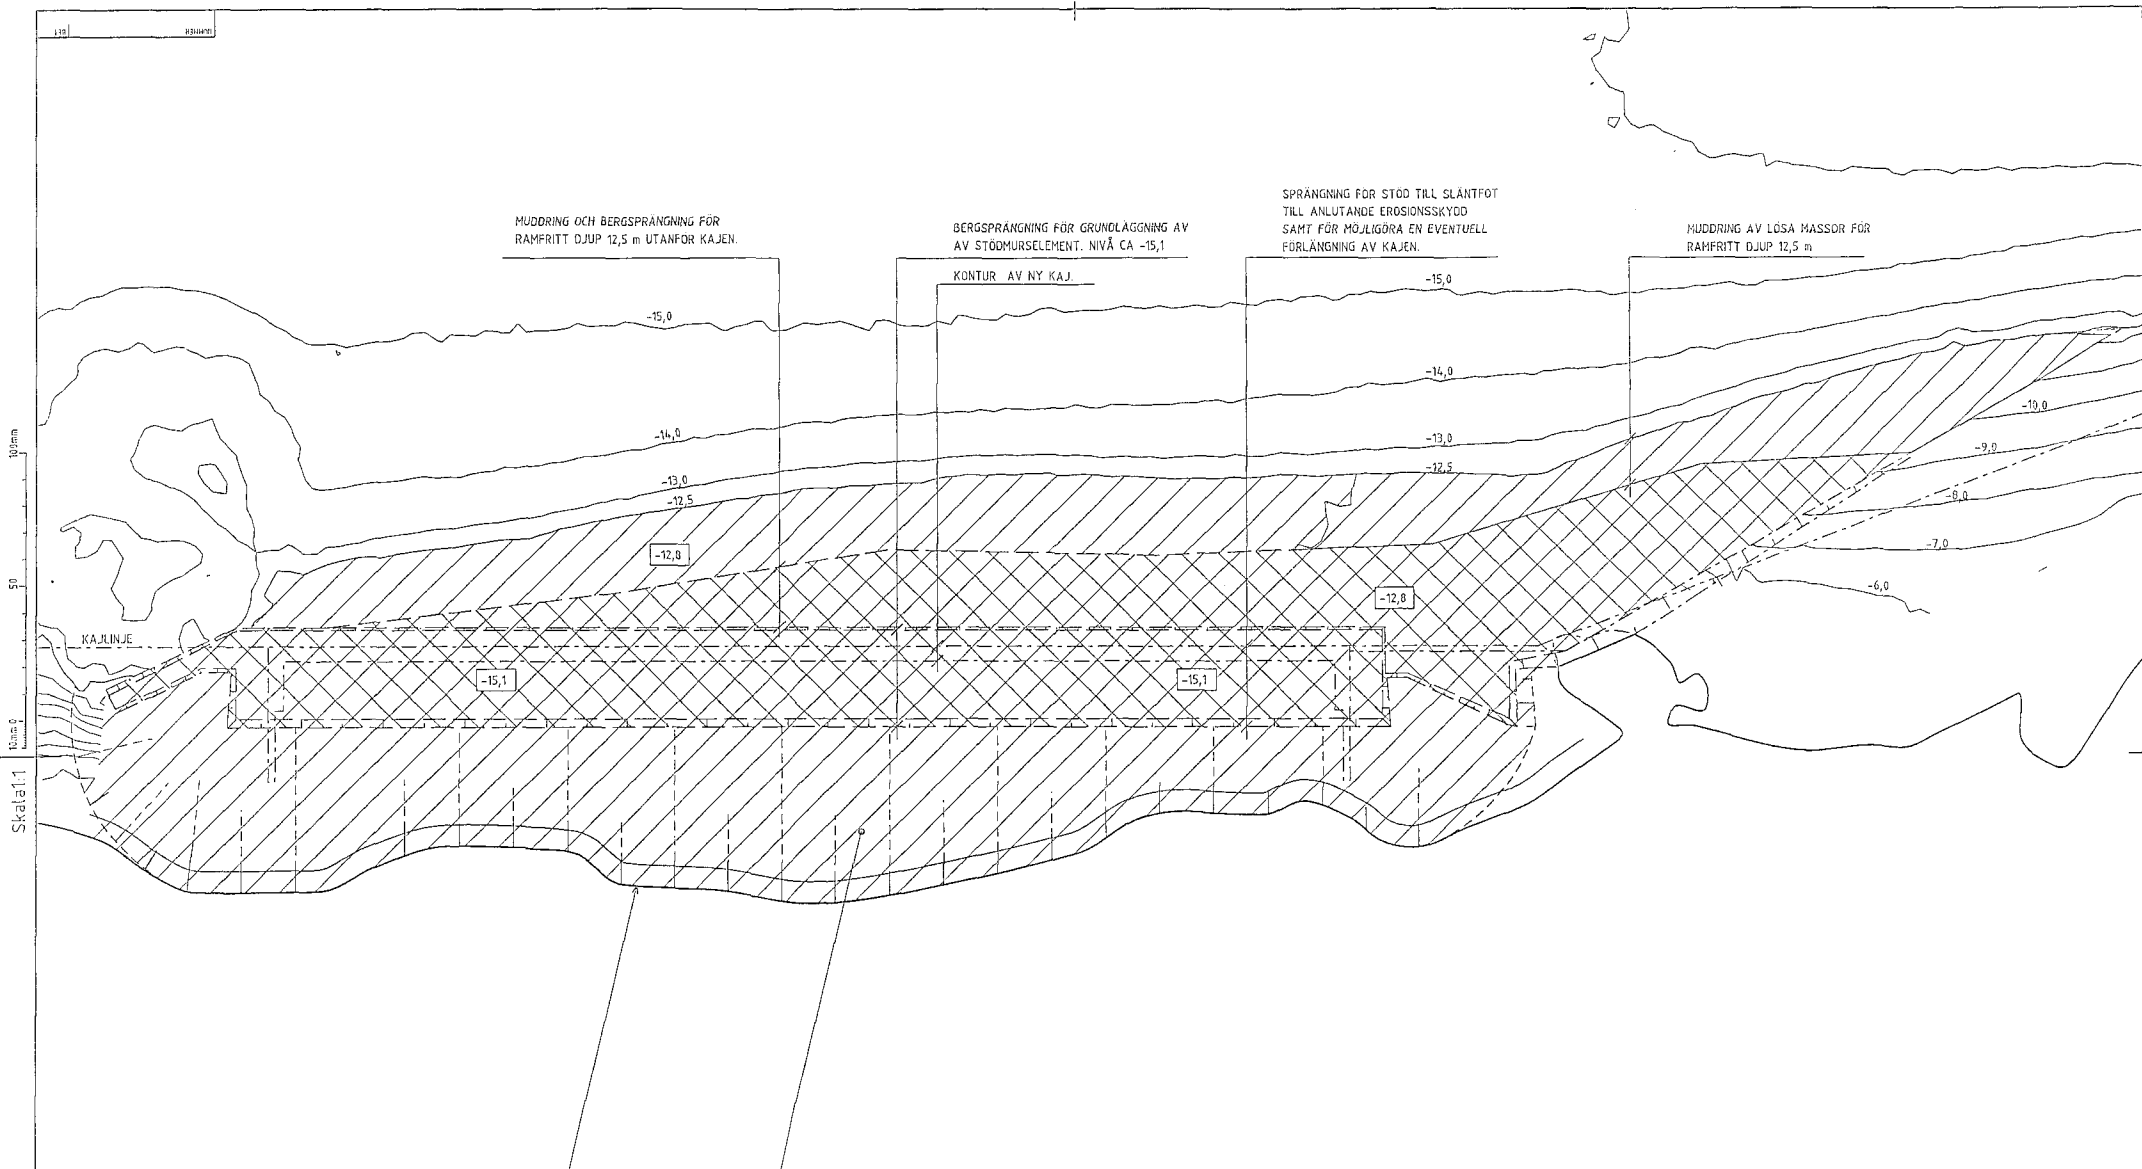 MUDDRING OCH BERGSPRÄNGNING FÖR
RAMFRITT DJUP 12,5 m UTANFÖR KAJEN.
BERGSPRÄNGNING FÖR GRUNDLÄGGNING AV
AV STÖDMURSELEMENT. NIVÅ CA -15,1
KONTUR AV NY KAJ.
SPRÄNGNING FÖR STÖD TILL SLÄNTFOT
TILL ANLUTANDE EROSIONSSKYDD
SAMT FÖR MÖJLIGÖRA EN EVENTUELL
FÖRLÄNGNING AV KAJEN.
MUDDRING AV LÖSA MASSOR FÖR
RAMFRITT DJUP 12,5 m
-15,0
-15,0
-14,0
-14,0
-13,0
-13,0
-12,5
-12,5
-10,0
-9,0
-8,0
-7,0
-6,0
-12,8
-12,8
KAJLINJE
-15,1
-15,1
100mm
50
0
10mm
Skala1:1